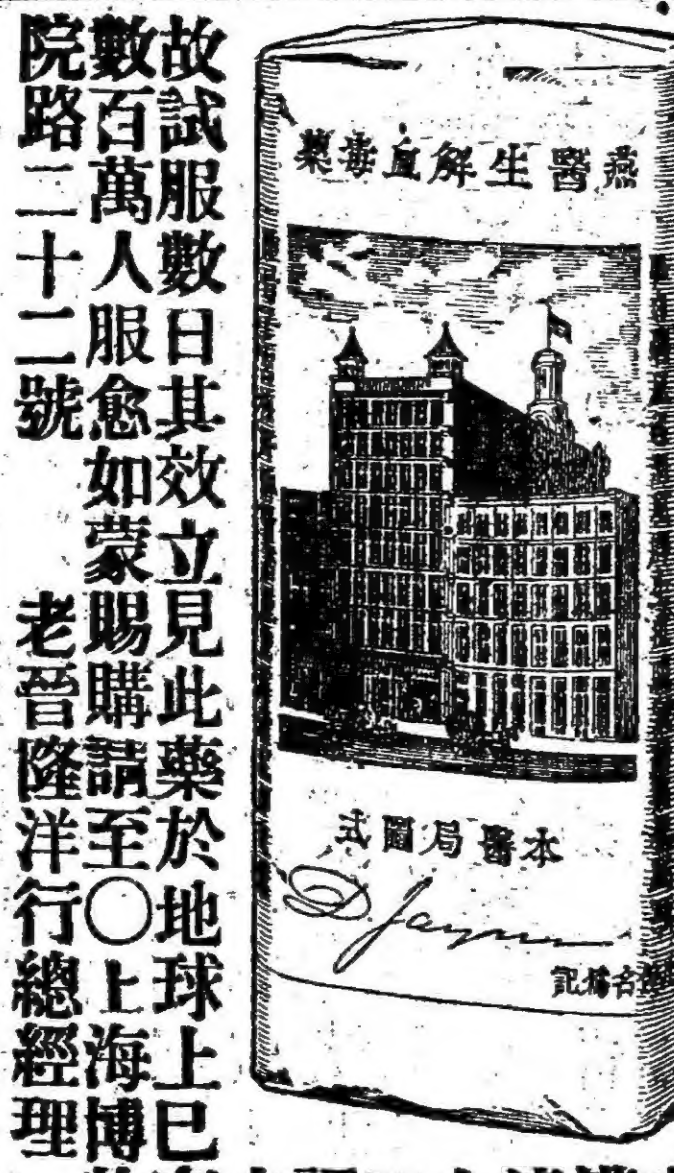 燕醫生解血毒藥
本醫局圖式
D. Jayne
故試服數日其效立見此藥於地球上已
數百萬人服愈如蒙賜購請至○上海博
院路二十二號 老晉隆洋行總經理